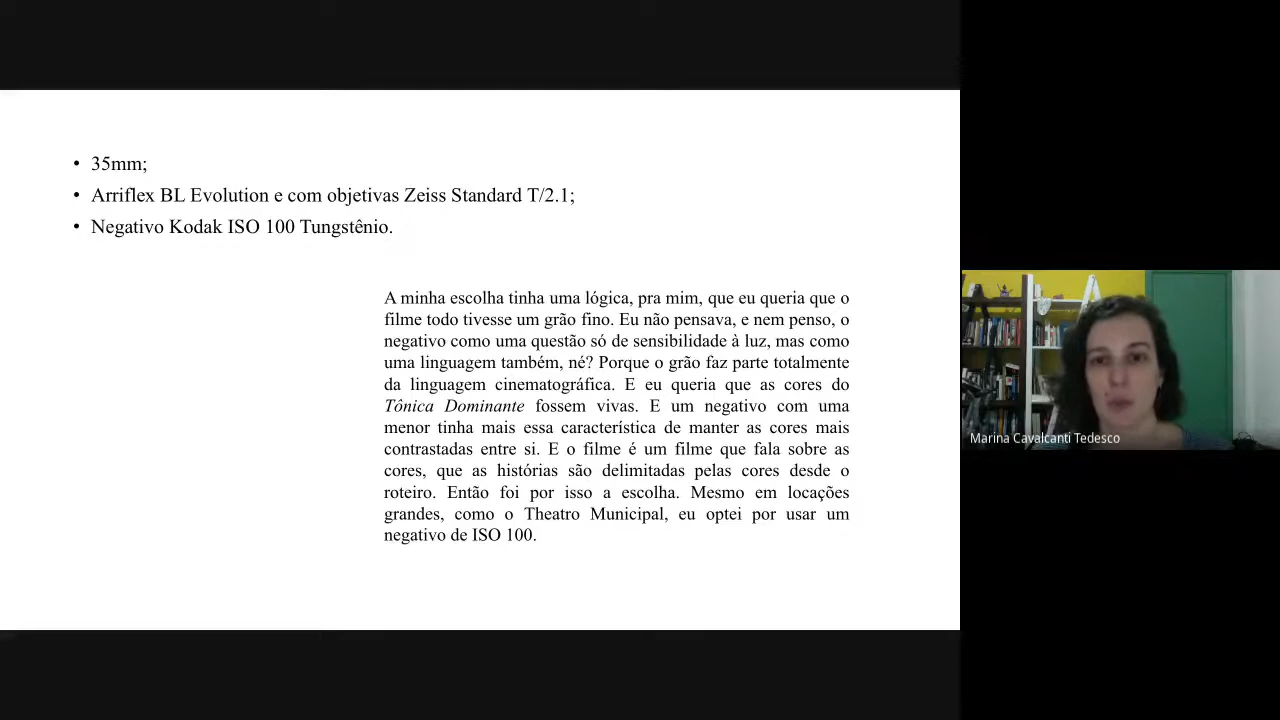 • 35mm;
• Arriflex BL Evolution e com objetivas Zeiss Standard T/2.1;
• Negativo Kodak ISO 100 Tungstênio.
A minha escolha tinha uma lógica, pra mim, que eu queria que o
filme todo tivesse um grão fino. Eu não pensava, e nem penso, o
negativo como uma questão só de sensibilidade à luz, mas como
uma linguagem também, né? Porque o grão faz parte totalmente
da linguagem cinematográfica. E eu queria que as cores do
Tônica Dominante fossem vivas. E um negativo com uma
menor tinha mais essa característica de manter as cores mais
contrastadas entre si. E o filme é um filme que fala sobre as
cores, que as histórias são delimitadas pelas cores desde o
roteiro. Então foi por isso a escolha. Mesmo em locações
grandes, como o Theatro Municipal, eu optei por usar um
negativo de ISO 100.
Marina Cavalcanti Tedesco